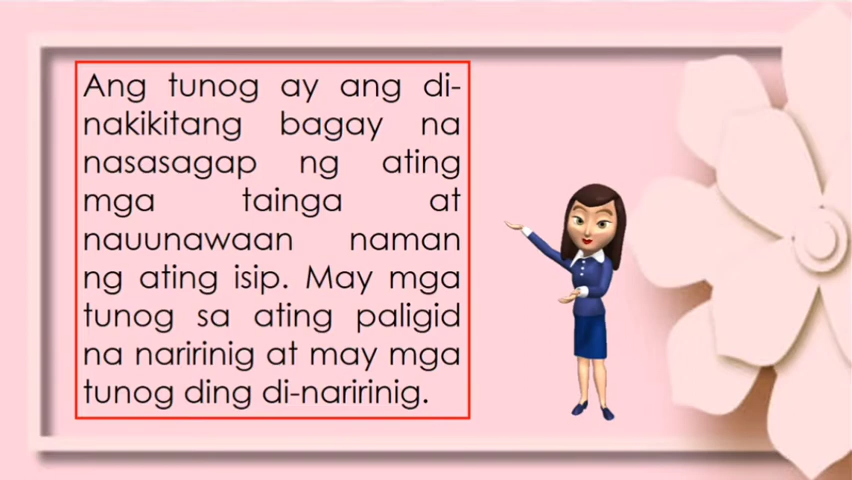 Ang tunog ay ang di-
nakikitang bagay na
nasasagap ng ating
mga tainga at
nauunawaan naman
ng ating isip. May mga
tunog sa ating paligid
na naririnig at may mga
tunog ding di-naririnig.